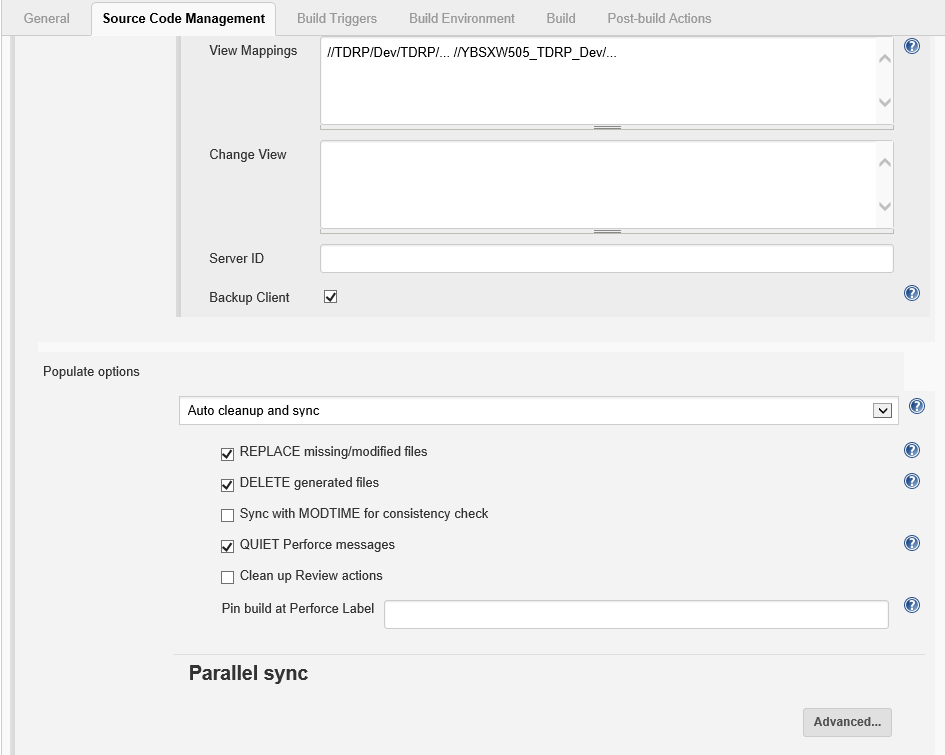 General Source Code Management Build Triggers Build Environment Build Post-build Actions
View Mappings //TDRP/Dev/TDRP/... //YBSXW505_TDRP_Dev/...
Change View
Server ID
Backup Client
Populate options
Auto cleanup and sync
REPLACE missing/modified files
DELETE generated files
Sync with MODTIME for consistency check
QUIET Perforce messages
Clean up Review actions
Pin build at Perforce Label
Parallel sync
Advanced...